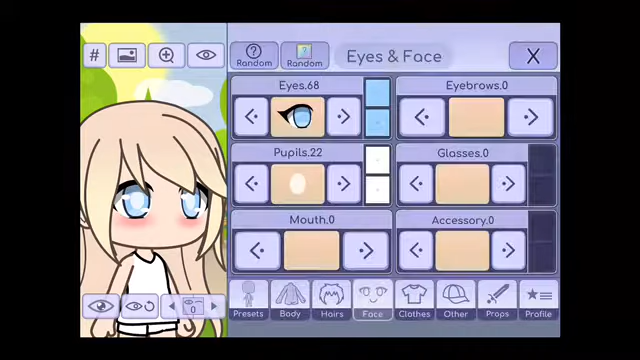 #
Random
Random
Eyes & Face
X
Eyes.68
Eyebrows.0
Pupils.22
Glasses.0
Mouth.0
Accessory.0
0
Presets
Body
Hairs
Face
Clothes
Other
Props
Profile